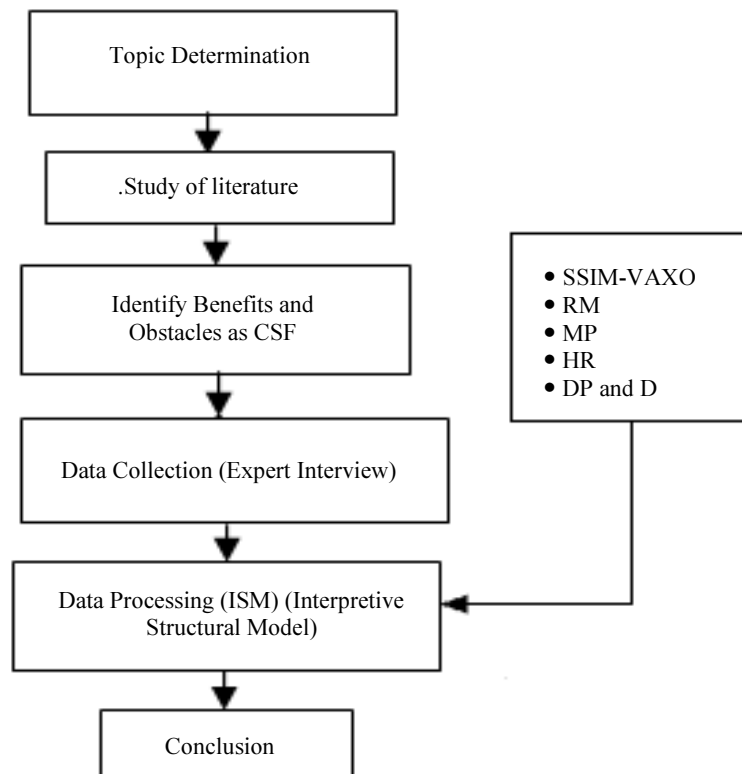 Topic Determination
.Study of literature
Identify Benefits and
Obstacles as CSF
• SSIM-VAXO
• RM
• MP
• HR
• DP and D
Data Collection (Expert Interview)
Data Processing (ISM) (Interpretive
Structural Model)
Conclusion